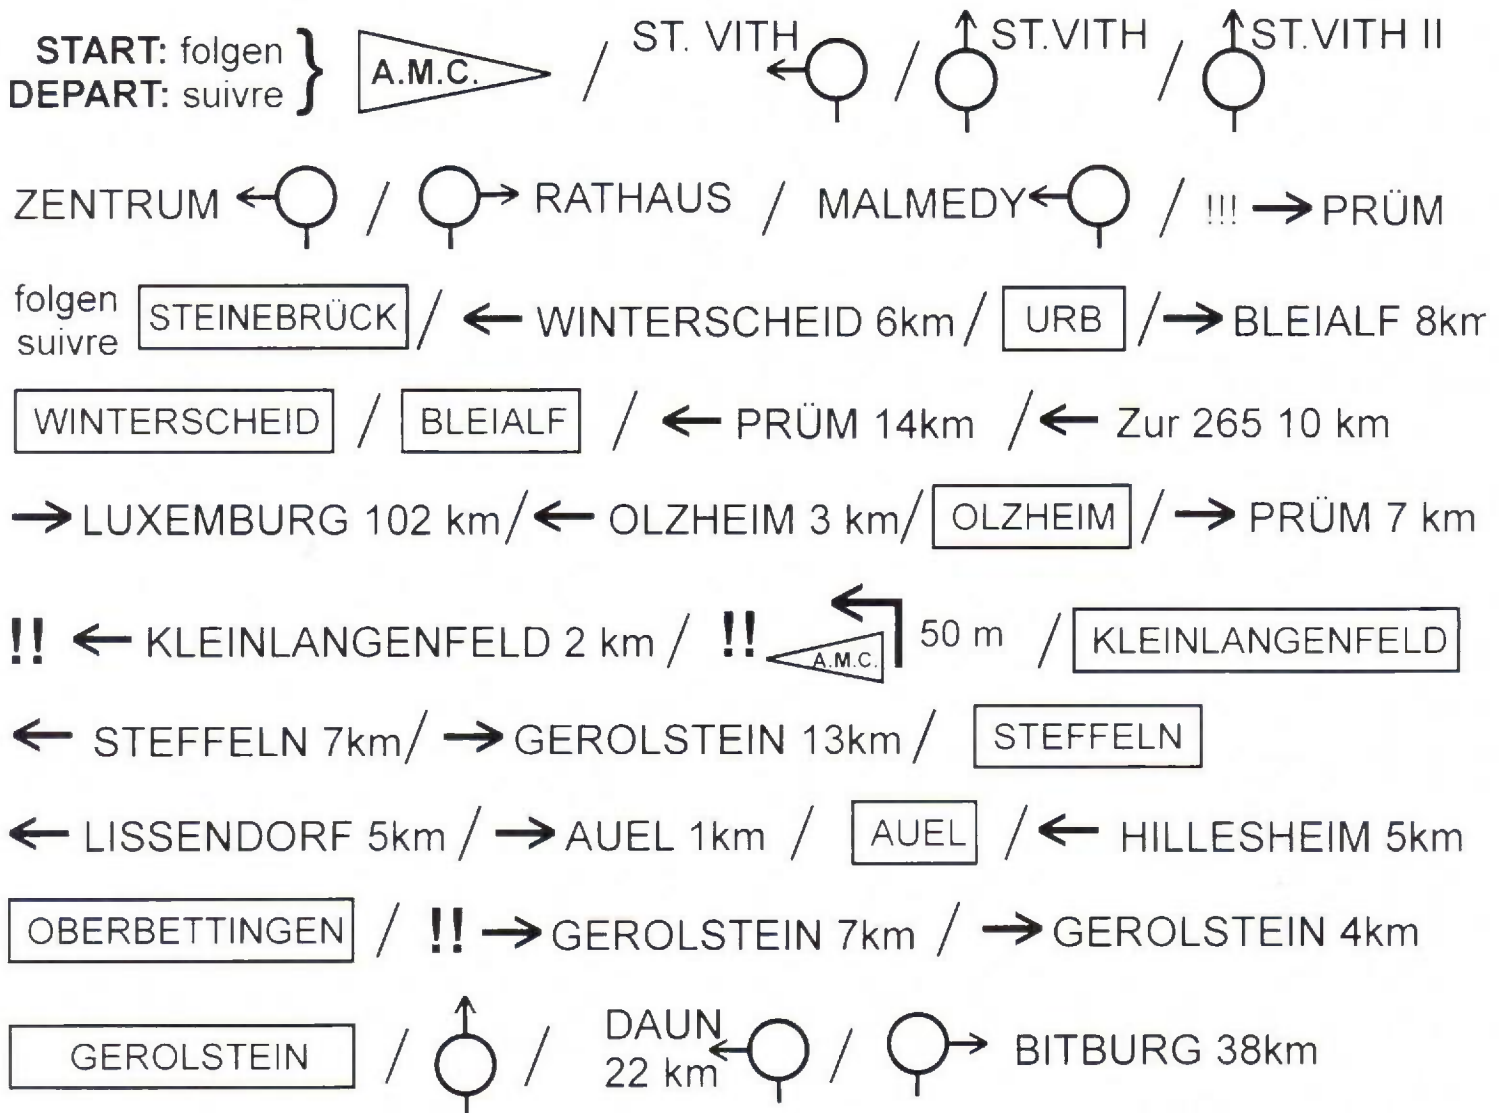 START: folgen } A.M.C. / ST. VITH / ST.VITH / ST.VITH II
DEPART: suivre
ZENTRUM / RATHAUS / MALMEDY / !!! → PRÜM
folgen STEINEBRÜCK / ← WINTERSCHEID 6km / URB / → BLEIALF 8km
suivre
WINTERSCHEID / BLEIALF / ← PRÜM 14km / ← Zur 265 10 km
→ LUXEMBURG 102 km / ← OLZHEIM 3 km / OLZHEIM / → PRÜM 7 km
!! ← KLEINLANGENFELD 2 km / !! A.M.C. 50 m / KLEINLANGENFELD
← STEFFELN 7km / → GEROLSTEIN 13km / STEFFELN
← LISSENDORF 5km / → AUEL 1km / AUEL / ← HILLESHEIM 5km
OBERBETTINGEN / !! → GEROLSTEIN 7km / → GEROLSTEIN 4km
GEROLSTEIN / / DAUN 22 km / BITBURG 38km